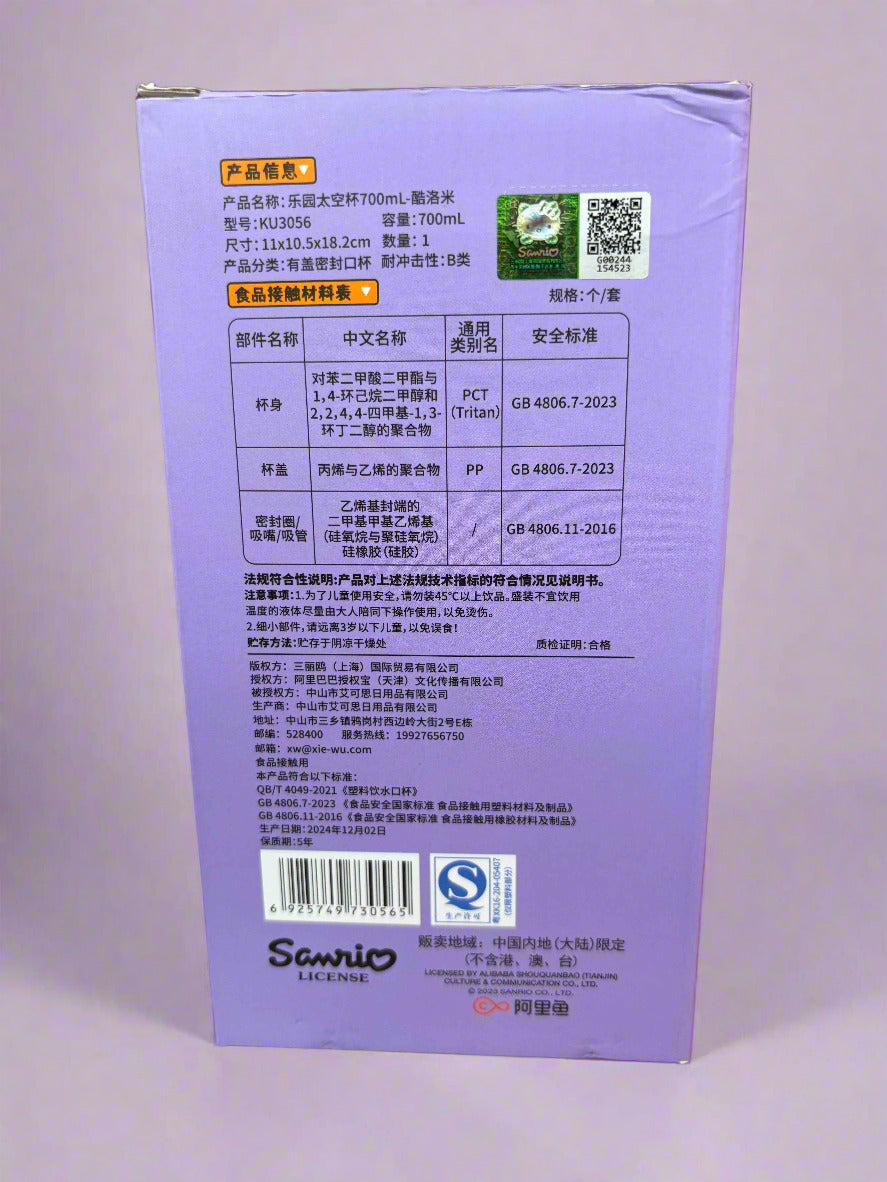 产品信息
产品名称:乐园太空杯700mL-酷洛米
型号:KU3056 容量:700mL
尺寸:11x10.5x18.2cm 数量:1
产品分类:有盖密封口杯 耐冲击性:B类
Sanrio
G00244
154523
食品接触材料表
规格:个/套
部件名称 中文名称 通用类别名 安全标准
杯身 对苯二甲酸二甲酯与1,4-环己烷二甲醇和2,2,4,4-四甲基-1,3-环丁二醇的聚合物 PCT (Tritan) GB 4806.7-2023
杯盖 丙烯与乙烯的聚合物 PP GB 4806.7-2023
密封圈/吸嘴/吸管 乙烯基封端的二甲基甲基乙烯基(硅氧烷与聚硅氧烷)硅橡胶(硅胶) / GB 4806.11-2016
法规符合性说明:产品对上述法规技术指标的符合情况见说明书。
注意事项:1.为了儿童使用安全,请勿装45℃以上饮品。盛装不宜饮用
温度的液体尽量由大人陪同下操作使用,以免烫伤。
2.细小部件,请远离3岁以下儿童,以免误食!
贮存方法:贮存于阴凉干燥处 质检证明:合格
版权方:三丽鸥(上海)国际贸易有限公司
授权方:阿里巴巴授权宝(天津)文化传播有限公司
被授权方:中山市艾可思日用品有限公司
生产商:中山市艾可思日用品有限公司
地址:中山市三乡镇鸦岗村西边岭大街2号E栋
邮编:528400 服务热线:19927656750
邮箱:xw@xie-wu.com
食品接触用
本产品符合以下标准:
QB/T 4049-2021《塑料饮水口杯》
GB 4806.7-2023《食品安全国家标准 食品接触用塑料材料及制品》
GB 4806.11-2016《食品安全国家标准 食品接触用橡胶材料及制品》
生产日期:2024年12月02日
保质期:5年
6 925749 730565
生产许可
粤XK16-204-05407
(仅限塑料部分)
Sanrio
LICENSE
贩卖地域:中国内地(大陆)限定
(不含港、澳、台)
LICENSED BY ALIBABA SHOUQUANBAO (TIANJIN)
CULTURE & COMMUNICATION CO., LTD.
© 2023 SANRIO CO., LTD.
阿里鱼